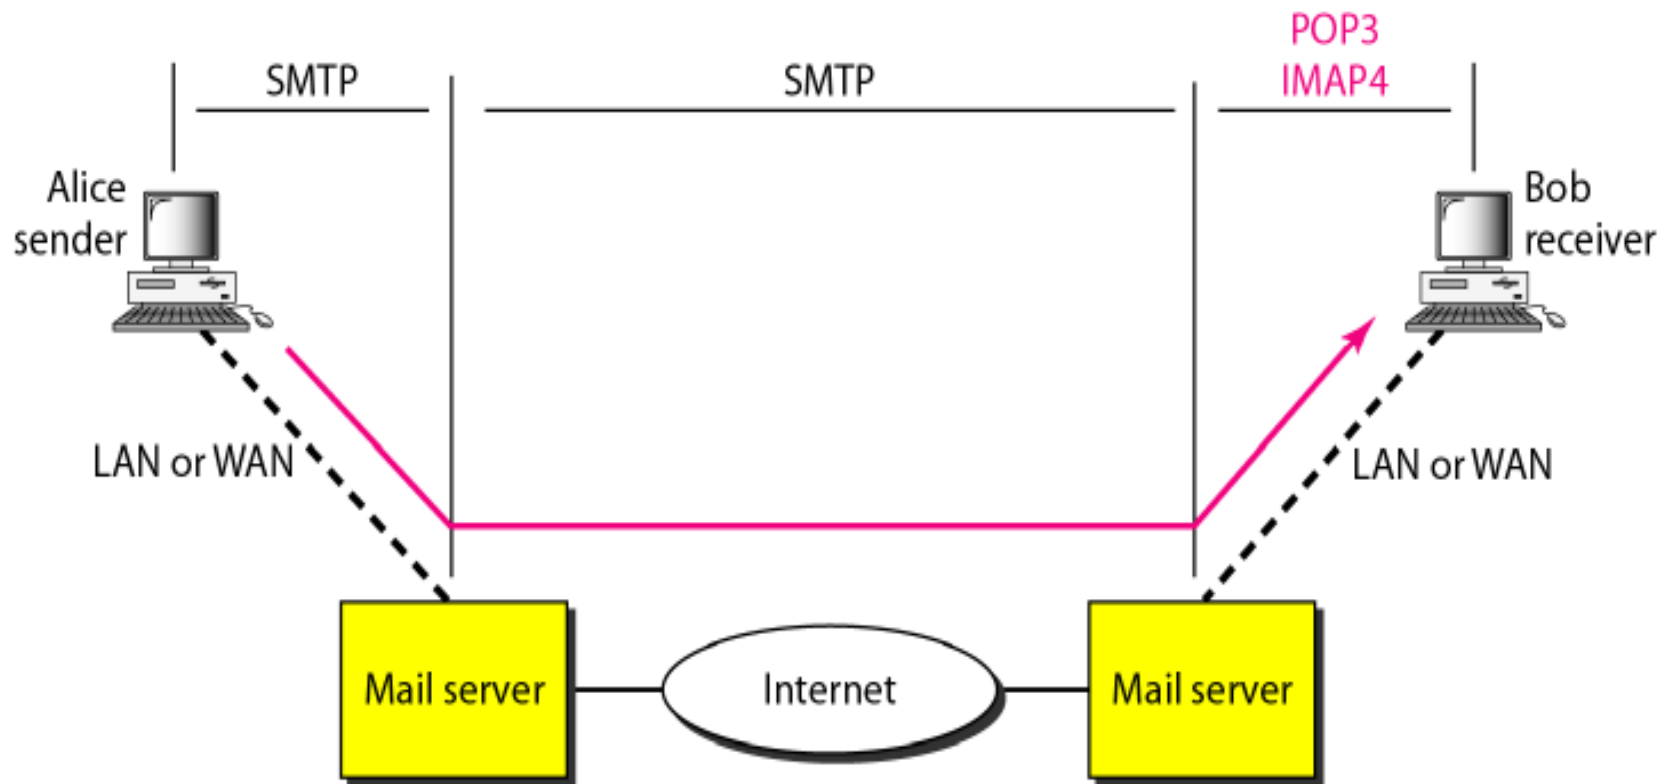 POP3
SMTP
SMTP
IMAP4
Alice
sender
Bob
receiver
LAN or WAN
LAN or WAN
Mail server
Internet
Mail server